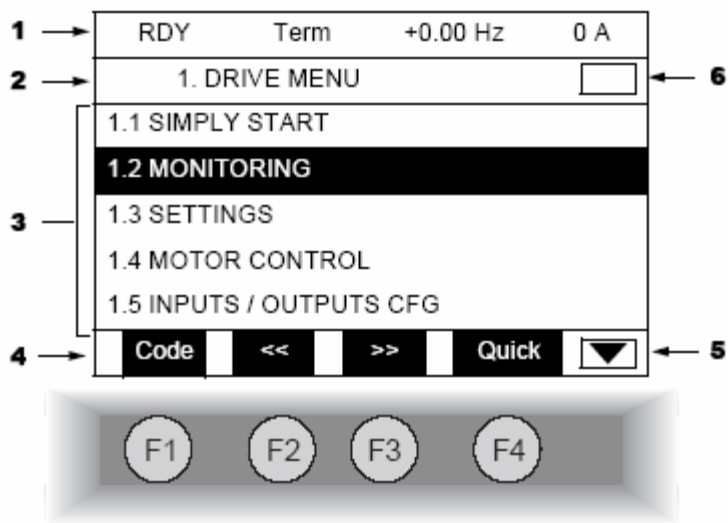 1 RDY Term +0.00 Hz 0 A
2 1. DRIVE MENU 6
1.1 SIMPLY START
1.2 MONITORING
3 1.3 SETTINGS
1.4 MOTOR CONTROL
1.5 INPUTS / OUTPUTS CFG
4 Code << >> Quick 5
F1 F2 F3 F4